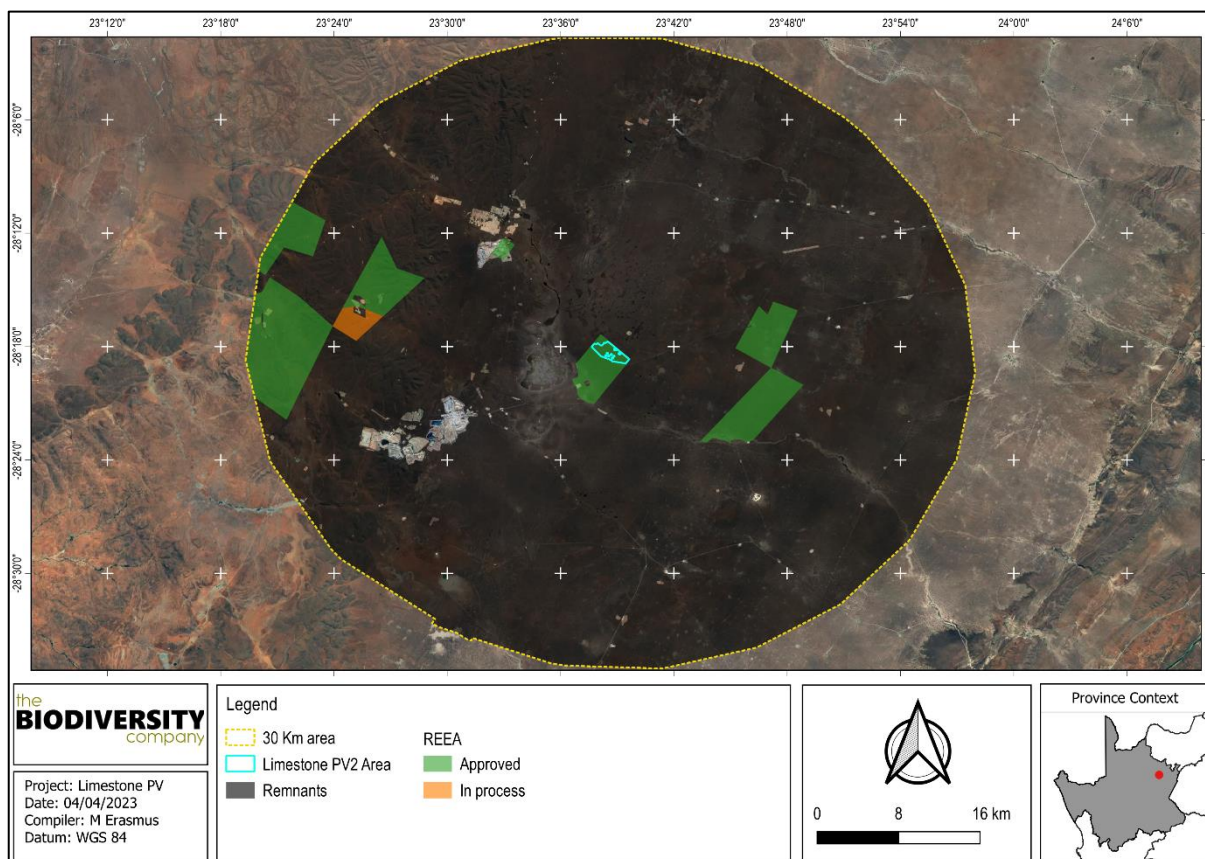 23°12'0"
23°18'0"
23°24'0"
23°30'0"
23°36'0"
23°42'0"
23°48'0"
23°54'0"
24°0'0"
24°6'0"
-28°6'0"
-28°12'0"
-28°18'0"
-28°24'0"
-28°30'0"
the
BIODIVERSITY
company
Project: Limestone PV
Date: 04/04/2023
Compiler: M Erasmus
Datum: WGS 84
Legend
30 Km area
Limestone PV2 Area
Remnants
REEA
Approved
In process
0
8
16 km
Province Context